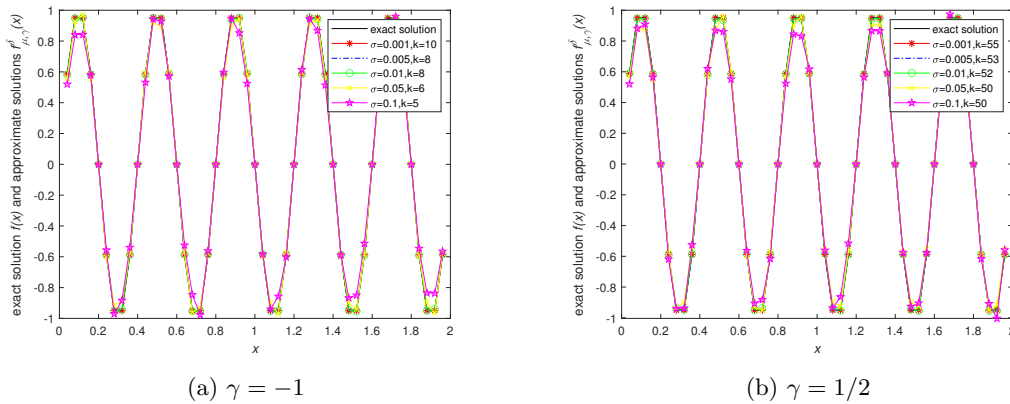 exact solution f(x) and approximate solutions f^δ_μ,γ(x)
1
0.8
0.6
0.4
0.2
0
-0.2
-0.4
-0.6
-0.8
-1
0 0.2 0.4 0.6 0.8 1 1.2 1.4 1.6 1.8 2
x
exact solution
σ=0.001,k=10
σ=0.005,k=8
σ=0.01,k=8
σ=0.05,k=6
σ=0.1,k=5
(a) γ = −1
exact solution f(x) and approximate solutions f^δ_μ,γ(x)
1
0.8
0.6
0.4
0.2
0
-0.2
-0.4
-0.6
-0.8
-1
0 0.2 0.4 0.6 0.8 1 1.2 1.4 1.6 1.8 2
x
exact solution
σ=0.001,k=55
σ=0.005,k=53
σ=0.01,k=52
σ=0.05,k=50
σ=0.1,k=50
(b) γ = 1/2